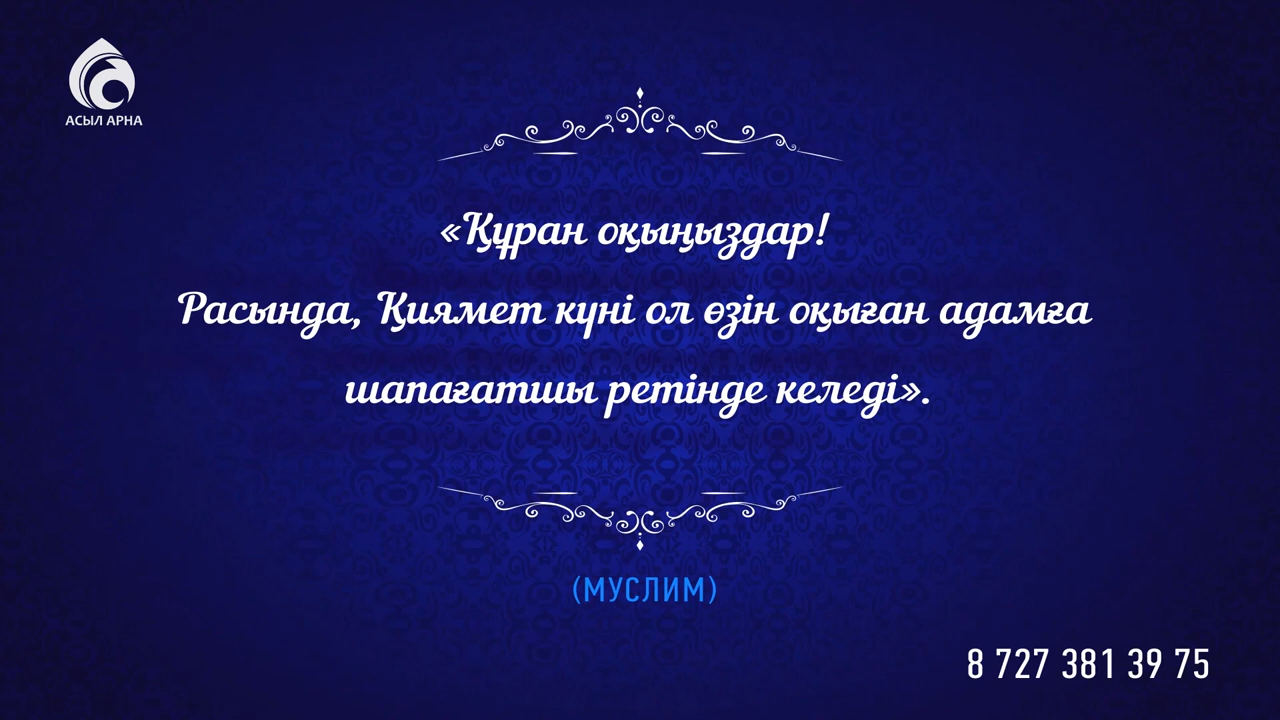 АСЫЛ АРНА
«Құран оқыңыздар!
Расында, Қиямет күні ол өзін оқыған адамға
шапағатшы ретінде келеді».
(МУСЛИМ)
8 727 381 39 75